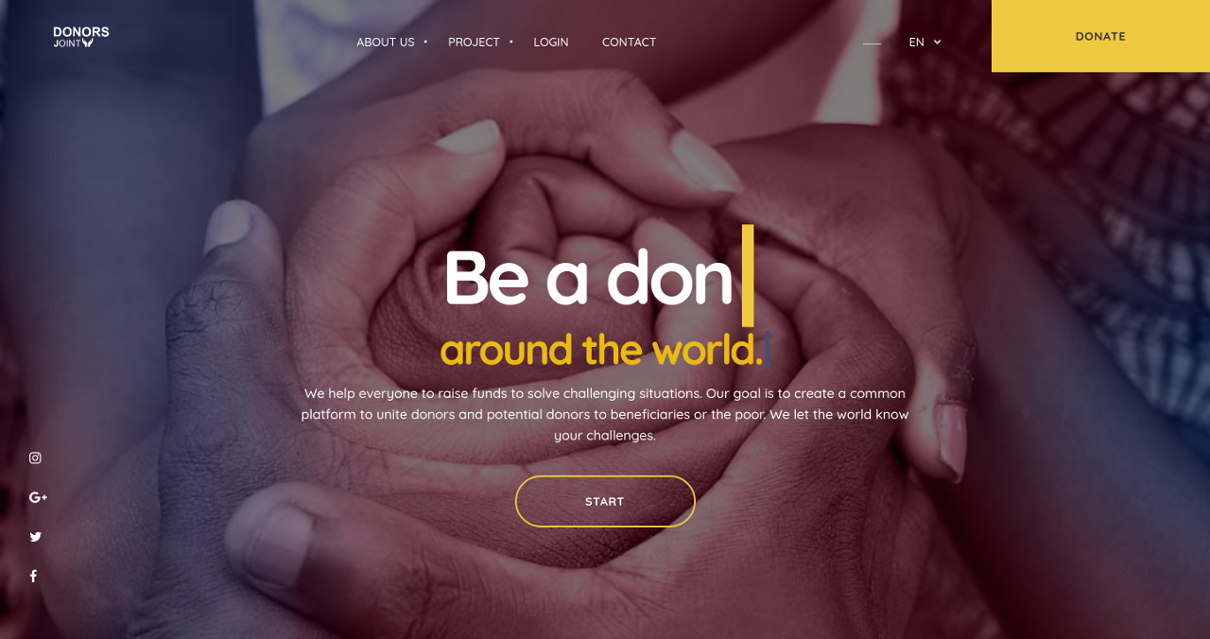 DONORS
JOINT
ABOUT US
PROJECT
LOGIN
CONTACT
EN
DONATE
Be a don
around the world.
We help everyone to raise funds to solve challenging situations. Our goal is to create a common
platform to unite donors and potential donors to beneficiaries or the poor. We let the world know
your challenges.
START